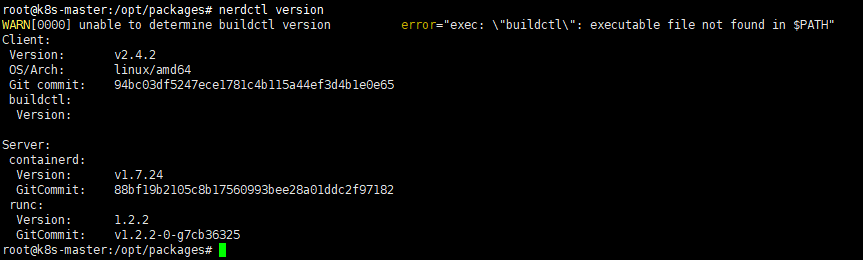 root@k8s-master:/opt/packages# nerdctl version
WARN[0000] unable to determine buildctl version          error="exec: \"buildctl\": executable file not found in $PATH"
Client:
 Version:      v2.4.2
 OS/Arch:      linux/amd64
 Git commit:   94bc03df5247ece1781c4b115a44ef3d4b1e0e65
 buildctl:
  Version:

Server:
 containerd:
  Version:     v1.7.24
  GitCommit:   88bf19b2105c8b17560993bee28a01ddc2f97182
 runc:
  Version:     1.2.2
  GitCommit:   v1.2.2-0-g7cb36325
root@k8s-master:/opt/packages#